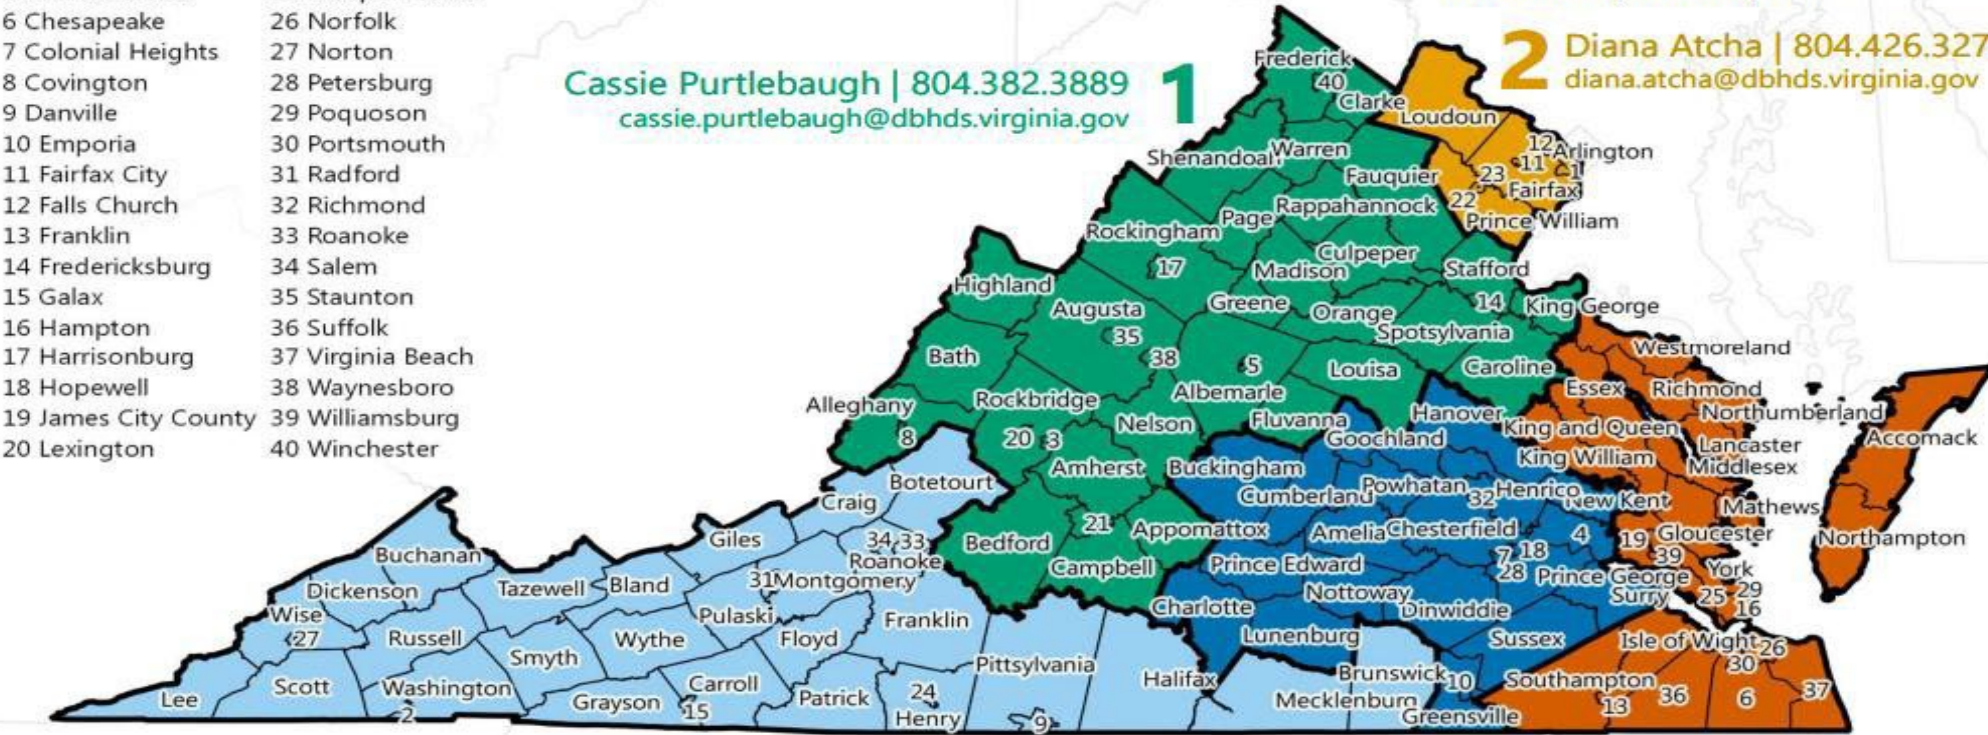 6 Chesapeake
7 Colonial Heights
8 Covington
9 Danville
10 Emporia
11 Fairfax City
12 Falls Church
13 Franklin
14 Fredericksburg
15 Galax
16 Hampton
17 Harrisonburg
18 Hopewell
19 James City County
20 Lexington
26 Norfolk
27 Norton
28 Petersburg
29 Poquoson
30 Portsmouth
31 Radford
32 Richmond
33 Roanoke
34 Salem
35 Staunton
36 Suffolk
37 Virginia Beach
38 Waynesboro
39 Williamsburg
40 Winchester
Cassie Purtlebaugh | 804.382.3889
cassie.purtlebaugh@dbhds.virginia.gov
1
2
Diana Atcha | 804.426.327
diana.atcha@dbhds.virginia.gov
Frederick
40
Clarke
Loudoun
12
Arlington
11
1
Shenandoah
Warren
Fauquier
23
Fairfax
22
Prince William
Page
Rappahannock
Rockingham
17
Culpeper
Madison
Stafford
Highland
Augusta
Greene
Orange
14
King George
35
Spotsylvania
Bath
38
5
Louisa
Caroline
Westmoreland
Alleghany
8
Rockbridge
Albemarle
Essex
Richmond
20
3
Nelson
Fluvanna
Hanover
Northumberland
Goochland
King and Queen
Lancaster
Accomack
Amherst
Buckingham
King William
Middlesex
Botetourt
Craig
Cumberland
Powhatan
32
Henrico
New Kent
Mathews
21
Appomattox
Amelia
Chesterfield
4
19
Gloucester
Northampton
Bedford
Giles
34
33
Roanoke
Campbell
Prince Edward
7
18
28
Prince George
39
York
Buchanan
Dickenson
Tazewell
Bland
31
Montgomery
Charlotte
Nottoway
Dinwiddie
Surry
25
29
16
Wise
27
Russell
Wythe
Pulaski
Floyd
Franklin
Lunenburg
Sussex
Isle of Wight
26
30
Smyth
Pittsylvania
Halifax
Brunswick
10
Southampton
Lee
Scott
Washington
2
Grayson
Carroll
15
Patrick
24
Henry
9
Mecklenburg
Greensville
13
36
6
37